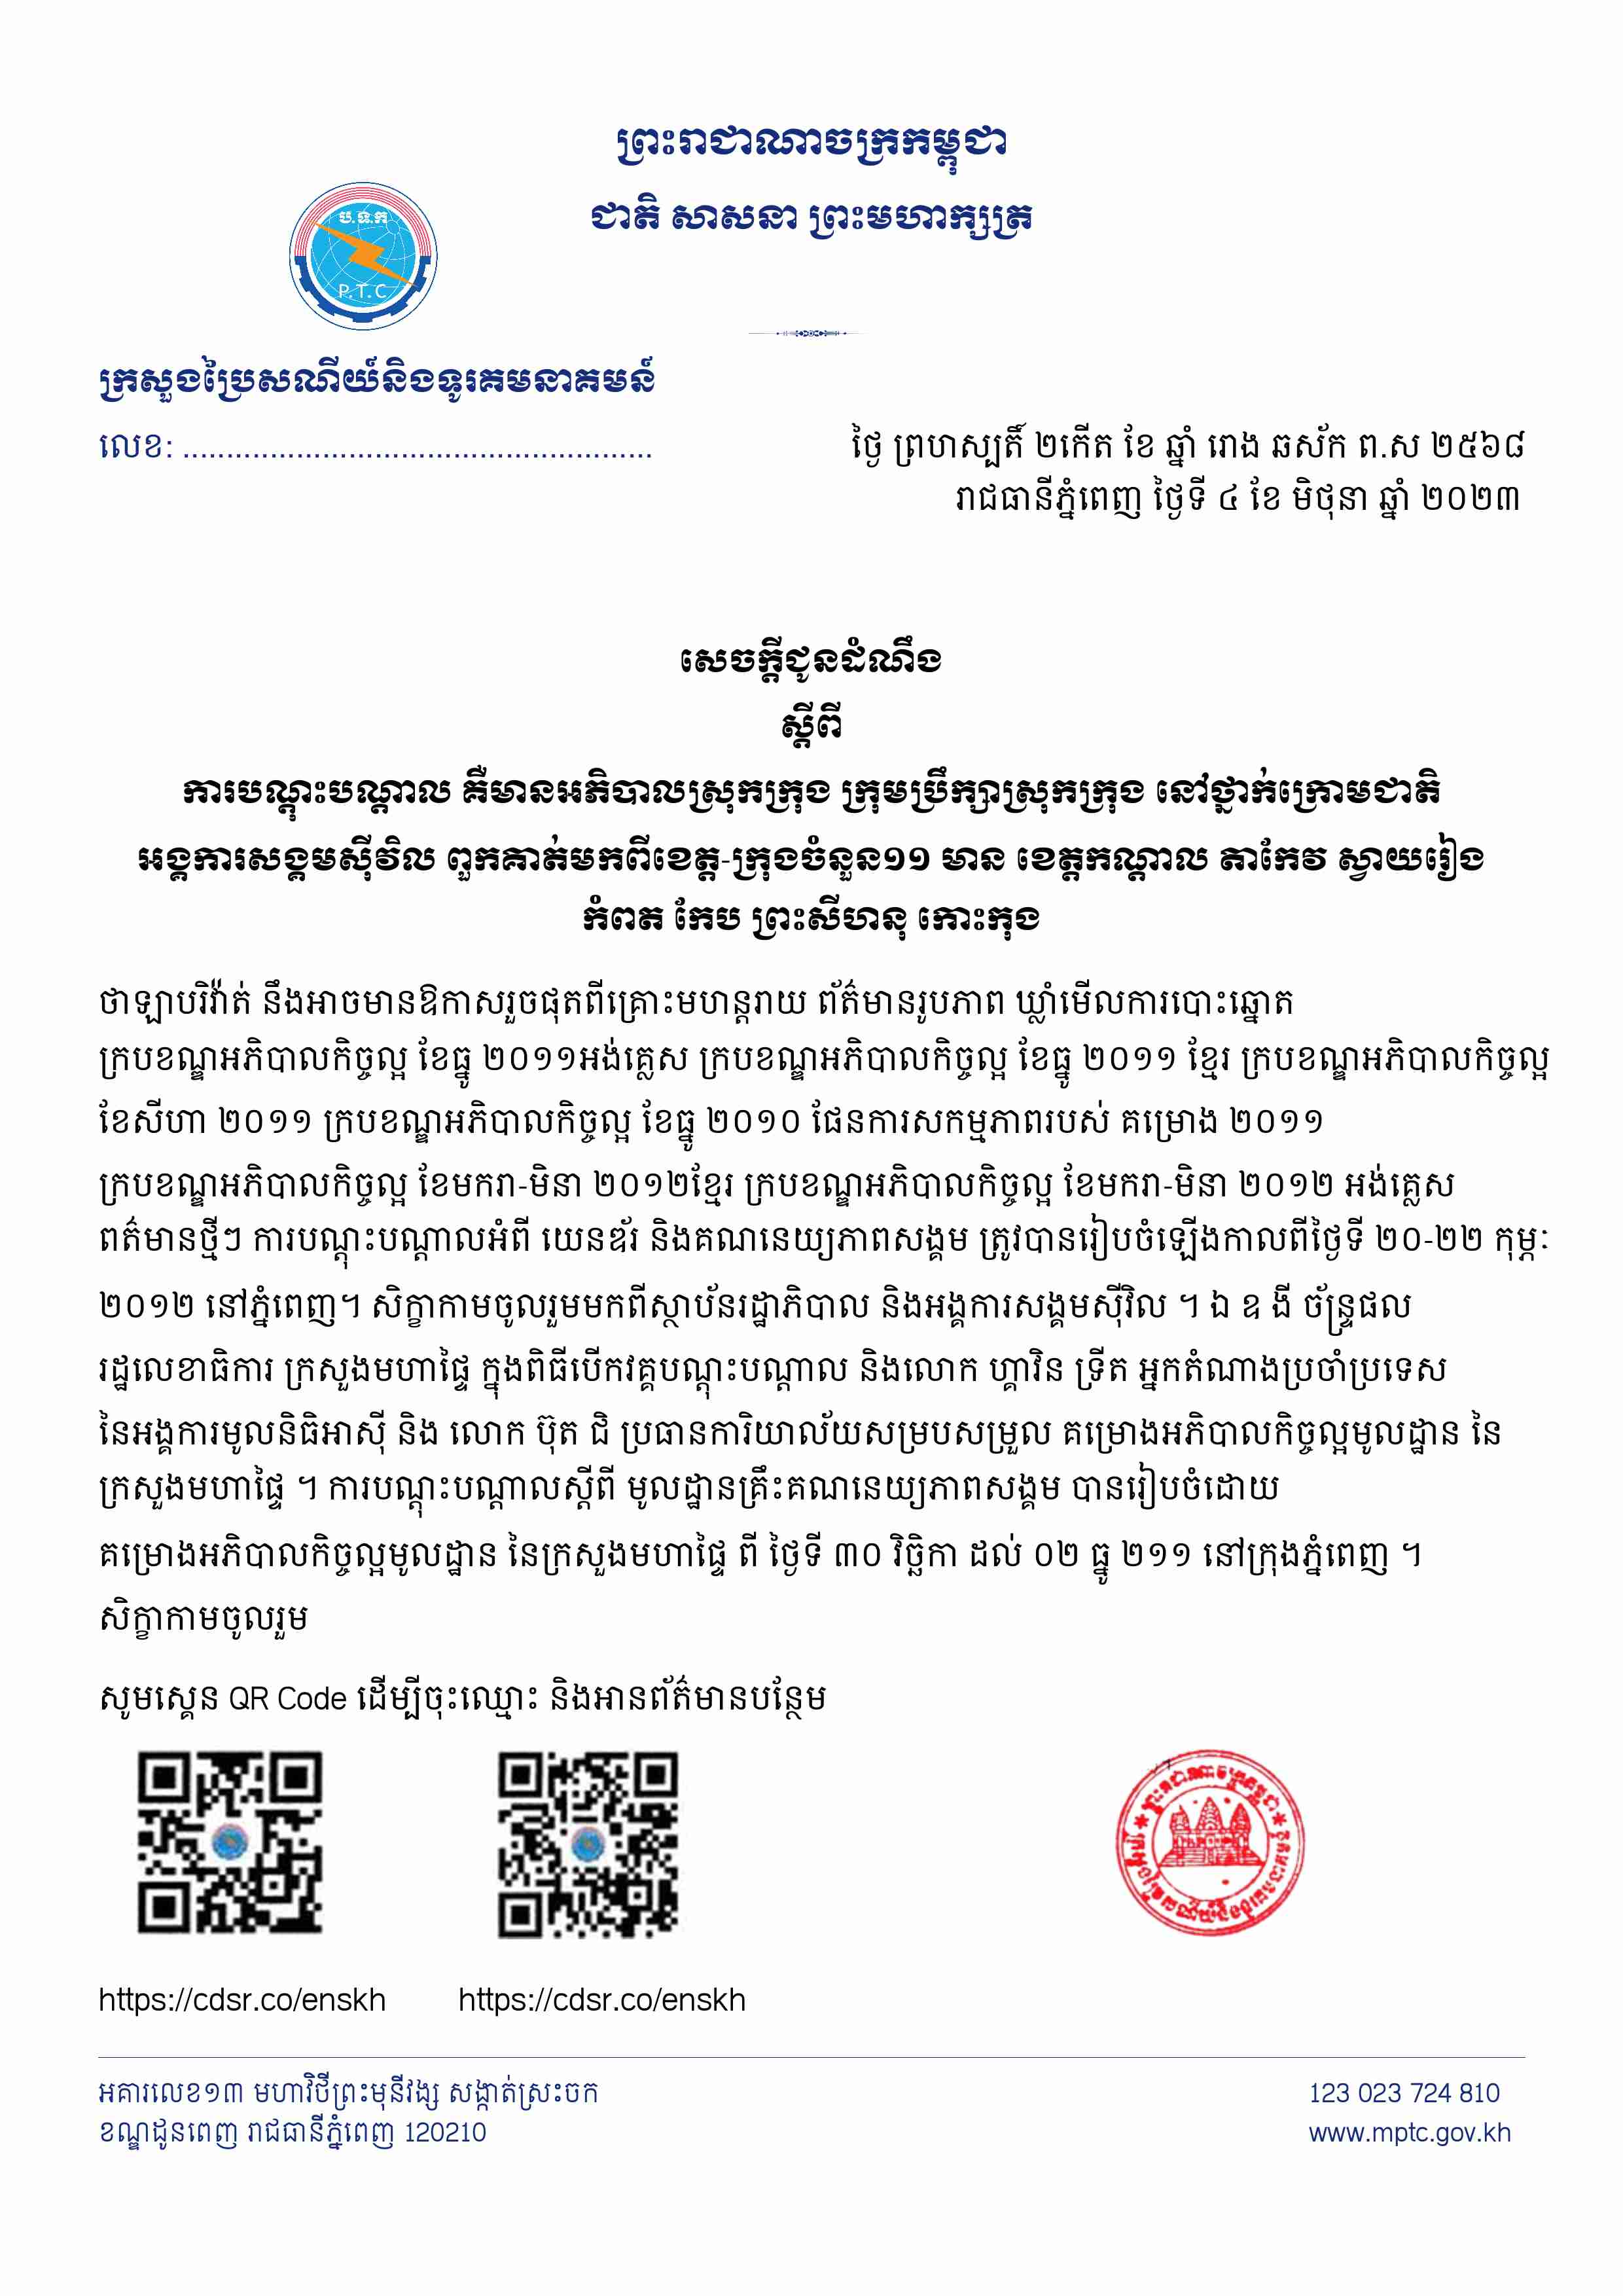 ព្រះរាជាណាចក្រកម្ពុជា
ជាតិ សាសនា ព្រះមហាក្សត្រ
ប.ទ.ក
P.T.C
ក្រសួងប្រៃសណីយ៍និងទូរគមនាគមន៍
លេខ: ......................................................
ថ្ងៃ ព្រហស្បតិ៍ ២កើត ខែ ឆ្នាំ រោង ឆស័ក ព.ស ២៥៦៨
រាជធានីភ្នំពេញ ថ្ងៃទី ៤ ខែ មិថុនា ឆ្នាំ ២០២៣
សេចក្តីជូនដំណឹង
ស្តីពី
ការបណ្តុះបណ្តាល គឺមានអភិបាលស្រុកក្រុង ក្រុមប្រឹក្សាស្រុកក្រុង នៅថ្នាក់ក្រោមជាតិ
អង្គការសង្គមស៊ីវិល ពួកគាត់មកពីខេត្ត-ក្រុងចំនួន១១ មាន ខេត្តកណ្តាល តាកែវ ស្វាយរៀង
កំពត កែប ព្រះសីហនុ កោះកុង
ថាឡាបរិវ៉ាត់ នឹងអាចមានឱកាសរួចផុតពីគ្រោះមហន្តរាយ ព័ត៌មានរូបភាព ឃ្លាំមើលការបោះឆ្នោត
ក្របខណ្ឌអភិបាលកិច្ចល្អ ខែធ្នូ ២០១១អង់គ្លេស ក្របខណ្ឌអភិបាលកិច្ចល្អ ខែធ្នូ ២០១១ ខ្មែរ ក្របខណ្ឌអភិបាលកិច្ចល្អ
ខែសីហា ២០១១ ក្របខណ្ឌអភិបាលកិច្ចល្អ ខែធ្នូ ២០១០ ផែនការសកម្មភាពរបស់ គម្រោង ២០១១
ក្របខណ្ឌអភិបាលកិច្ចល្អ ខែមករា-មិនា ២០១២ខ្មែរ ក្របខណ្ឌអភិបាលកិច្ចល្អ ខែមករា-មិនា ២០១២ អង់គ្លេស
ពត៌មានថ្មីៗ ការបណ្តុះបណ្តាលអំពី យេនឌ័រ និងគណនេយ្យភាពសង្គម ត្រូវបានរៀបចំឡើងកាលពីថ្ងៃទី ២០-២២ កុម្ភៈ
២០១២ នៅភ្នំពេញ។ សិក្ខាកាមចូលរួមមកពីស្ថាប័នរដ្ឋាភិបាល និងអង្គការសង្គមស៊ីវិល ។ ឯ ឧ ងី ច័ន្រ្ទផល
រដ្ឋលេខាធិការ ក្រសួងមហាផ្ទៃ ក្នុងពិធីបើកវគ្គបណ្តុះបណ្តាល និងលោក ហ្គាវិន ទ្រីត អ្នកតំណាងប្រចាំប្រទេស
នៃអង្គការមូលនិធិអាស៊ី និង លោក ប៊ុត ជិ ប្រធានការិយាល័យសម្របសម្រួល គម្រោងអភិបាលកិច្ចល្អមូលដ្ឋាន នៃ
ក្រសួងមហាផ្ទៃ ។ ការបណ្តុះបណ្តាលស្តីពី មូលដ្ឋានគ្រឹះគណនេយ្យភាពសង្គម បានរៀបចំដោយ
គម្រោងអភិបាលកិច្ចល្អមូលដ្ឋាន នៃក្រសួងមហាផ្ទៃ ពី ថ្ងៃទី ៣០ វិច្ឆិកា ដល់ ០២ ធ្នូ ២១១ នៅក្រុងភ្នំពេញ ។
សិក្ខាកាមចូលរួម
សូមស្កេន QR Code ដើម្បីចុះឈ្មោះ និងអានព័ត៌មានបន្ថែម
ព្រះរាជាណាចក្រកម្ពុជា
ក្រសួងប្រៃសណីយ៍និងទូរគមនាគមន៍
https://cdsr.co/enskh
https://cdsr.co/enskh
អគារលេខ១៣ មហាវិថីព្រះមុនីវង្ស សង្កាត់ស្រះចក
ខណ្ឌដូនពេញ រាជធានីភ្នំពេញ 120210
123 023 724 810
www.mptc.gov.kh